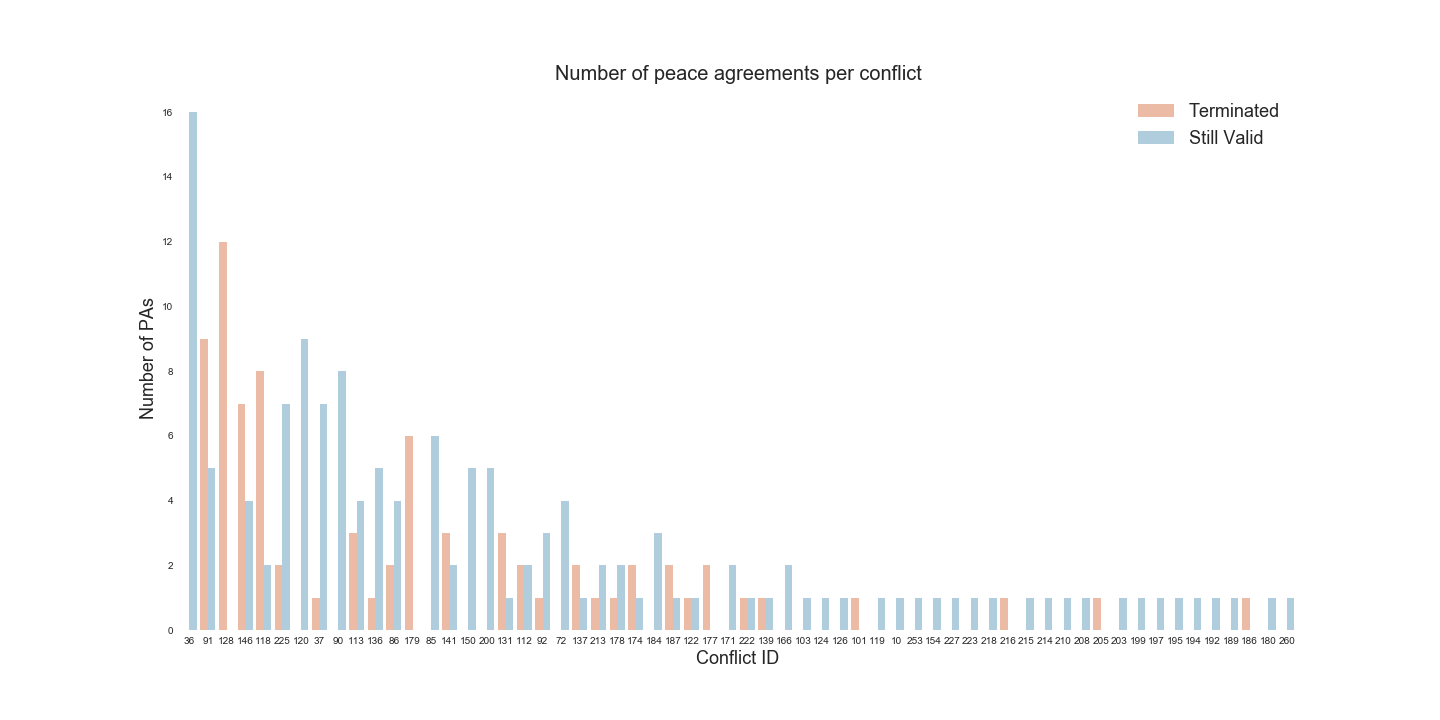 Number of peace agreements per conflict
Terminated
Still Valid
16
14
12
10
8
6
4
2
0
Number of PAs
36 91 128 146 118 225 120 37 90 113 136 86 179 85 141 150 200 131 112 92 72 137 213 178 174 184 187 122 177 171 222 139 166 103 124 126 101 119 10 253 154 227 223 218 216 215 214 210 208 205 203 199 197 195 194 192 189 186 180 260
Conflict ID